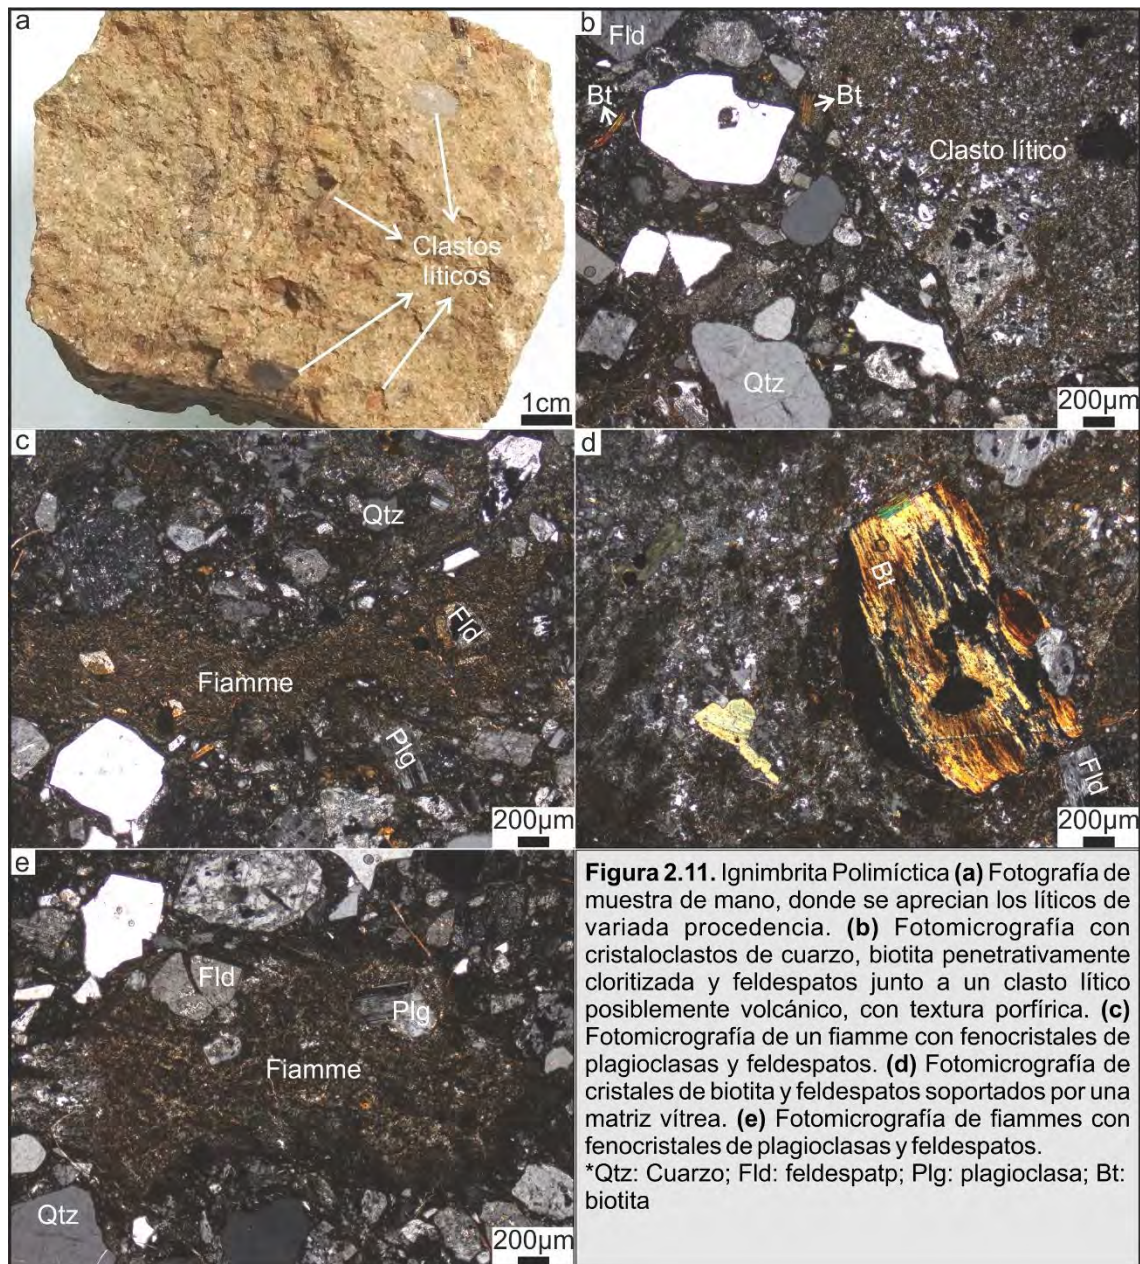 a
Clastos
líticos
1cm
b
Fld
Bt
Bt
Clasto lítico
Qtz
200µm
c
Qtz
Fld
Fiamme
Plg
200µm
d
Bt
Fld
200µm
e
Fld
Plg
Fiamme
Qtz
200µm
Figura 2.11. Ignimbrita Polimíctica (a) Fotografía de
muestra de mano, donde se aprecian los líticos de
variada procedencia. (b) Fotomicrografía con
cristaloclastos de cuarzo, biotita penetrativamente
cloritizada y feldespatos junto a un clasto lítico
posiblemente volcánico, con textura porfírica. (c)
Fotomicrografía de un fiamme con fenocristales de
plagioclasas y feldespatos. (d) Fotomicrografía de
cristales de biotita y feldespatos soportados por una
matriz vítrea. (e) Fotomicrografía de fiammes con
fenocristales de plagioclasas y feldespatos.
*Qtz: Cuarzo; Fld: feldespatp; Plg: plagioclasa; Bt:
biotita